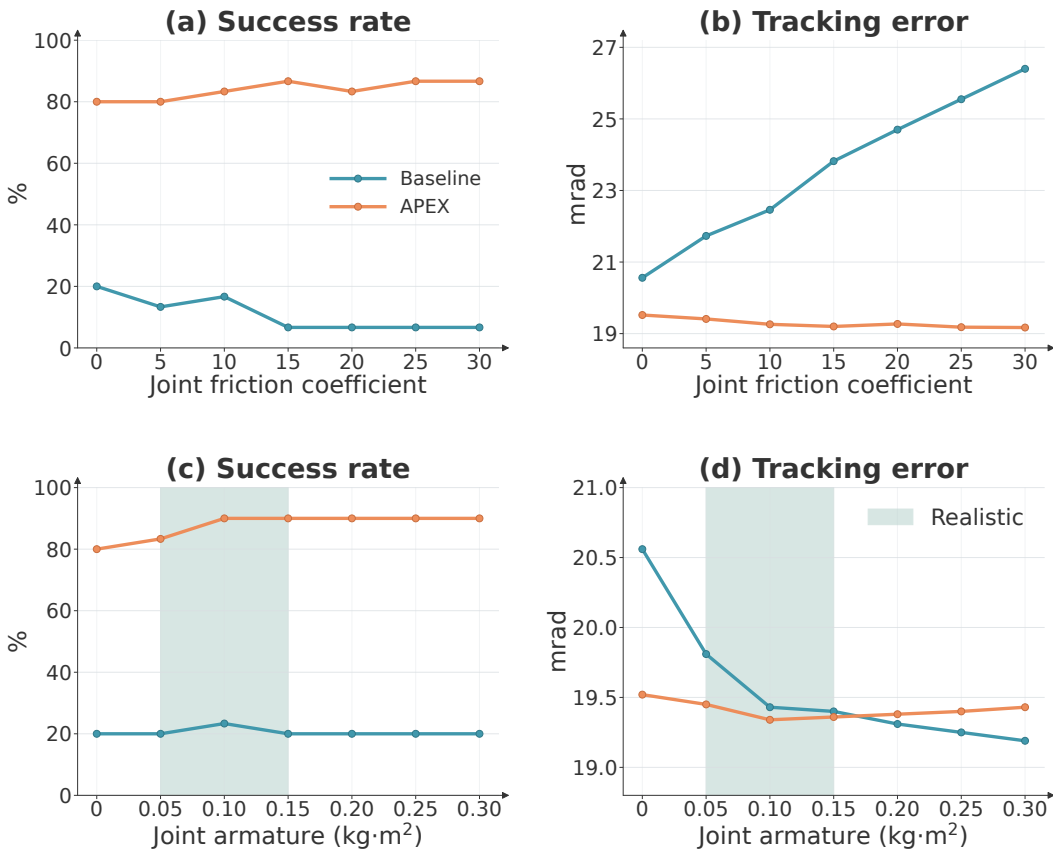 (a) Success rate
100
80
60
40
20
0
%
0 5 10 15 20 25 30
Joint friction coefficient
Baseline
APEX
(b) Tracking error
27
25
23
21
19
mrad
0 5 10 15 20 25 30
Joint friction coefficient
(c) Success rate
100
80
60
40
20
0
%
0 0.05 0.10 0.15 0.20 0.25 0.30
Joint armature (kg·m²)
(d) Tracking error
21.0
20.5
20.0
19.5
19.0
mrad
Realistic
0 0.05 0.10 0.15 0.20 0.25 0.30
Joint armature (kg·m²)